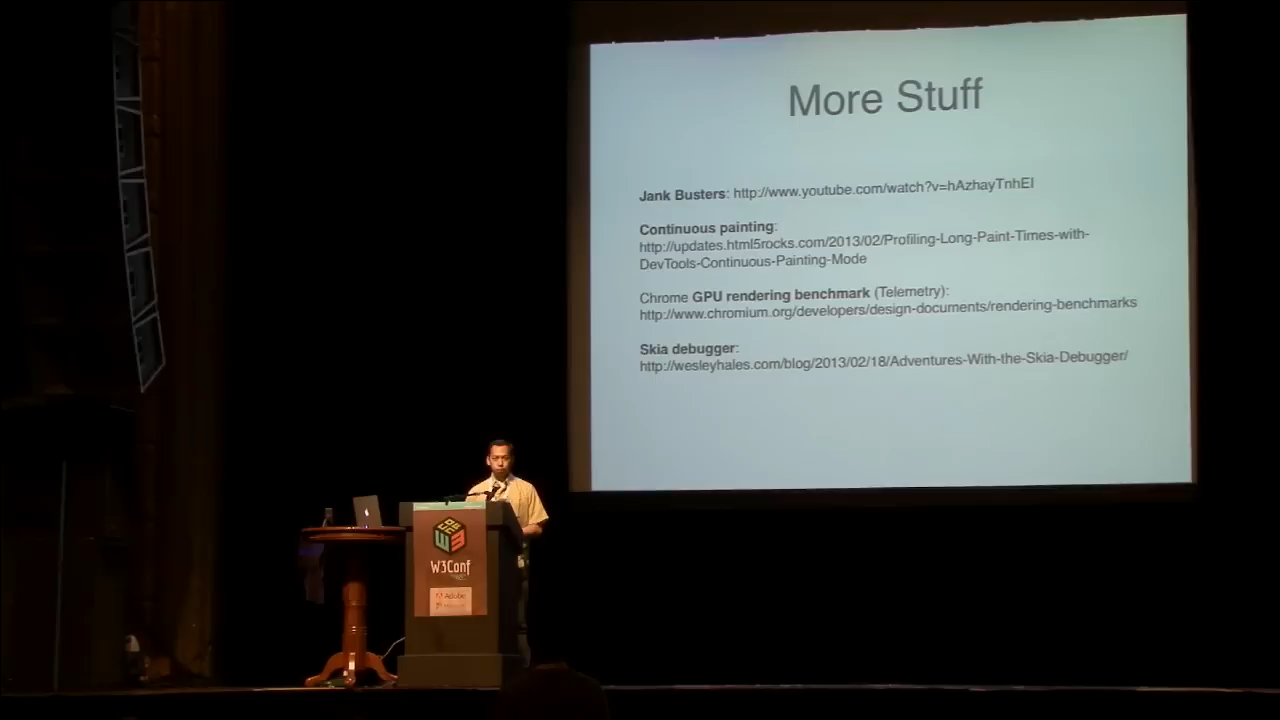 More Stuff
Jank Busters: http://www.youtube.com/watch?v=hAzhayTnhEI
Continuous painting:
http://updates.html5rocks.com/2013/02/Profiling-Long-Paint-Times-with-
DevTools-Continuous-Painting-Mode
Chrome GPU rendering benchmark (Telemetry):
http://www.chromium.org/developers/design-documents/rendering-benchmarks
Skia debugger:
http://wesleyhales.com/blog/2013/02/18/Adventures-With-the-Skia-Debugger/
W3Conf
Adobe